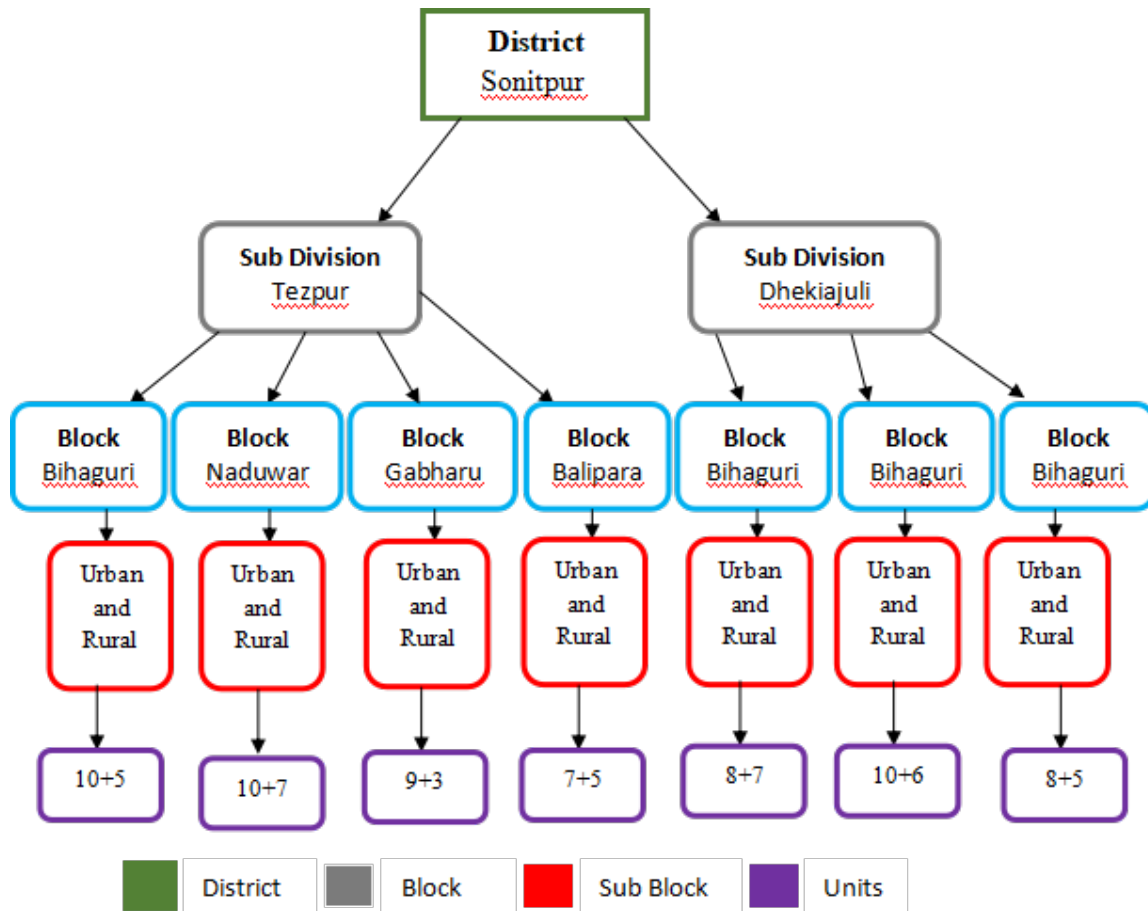 District
Sonitpur
Sub Division
Tezpur
Sub Division
Dhekiajuli
Block
Bihaguri
Block
Naduwar
Block
Gabharu
Block
Balipara
Block
Bihaguri
Block
Bihaguri
Block
Bihaguri
Urban
and
Rural
Urban
and
Rural
Urban
and
Rural
Urban
and
Rural
Urban
and
Rural
Urban
and
Rural
Urban
and
Rural
10+5
10+7
9+3
7+5
8+7
10+6
8+5
District
Block
Sub Block
Units